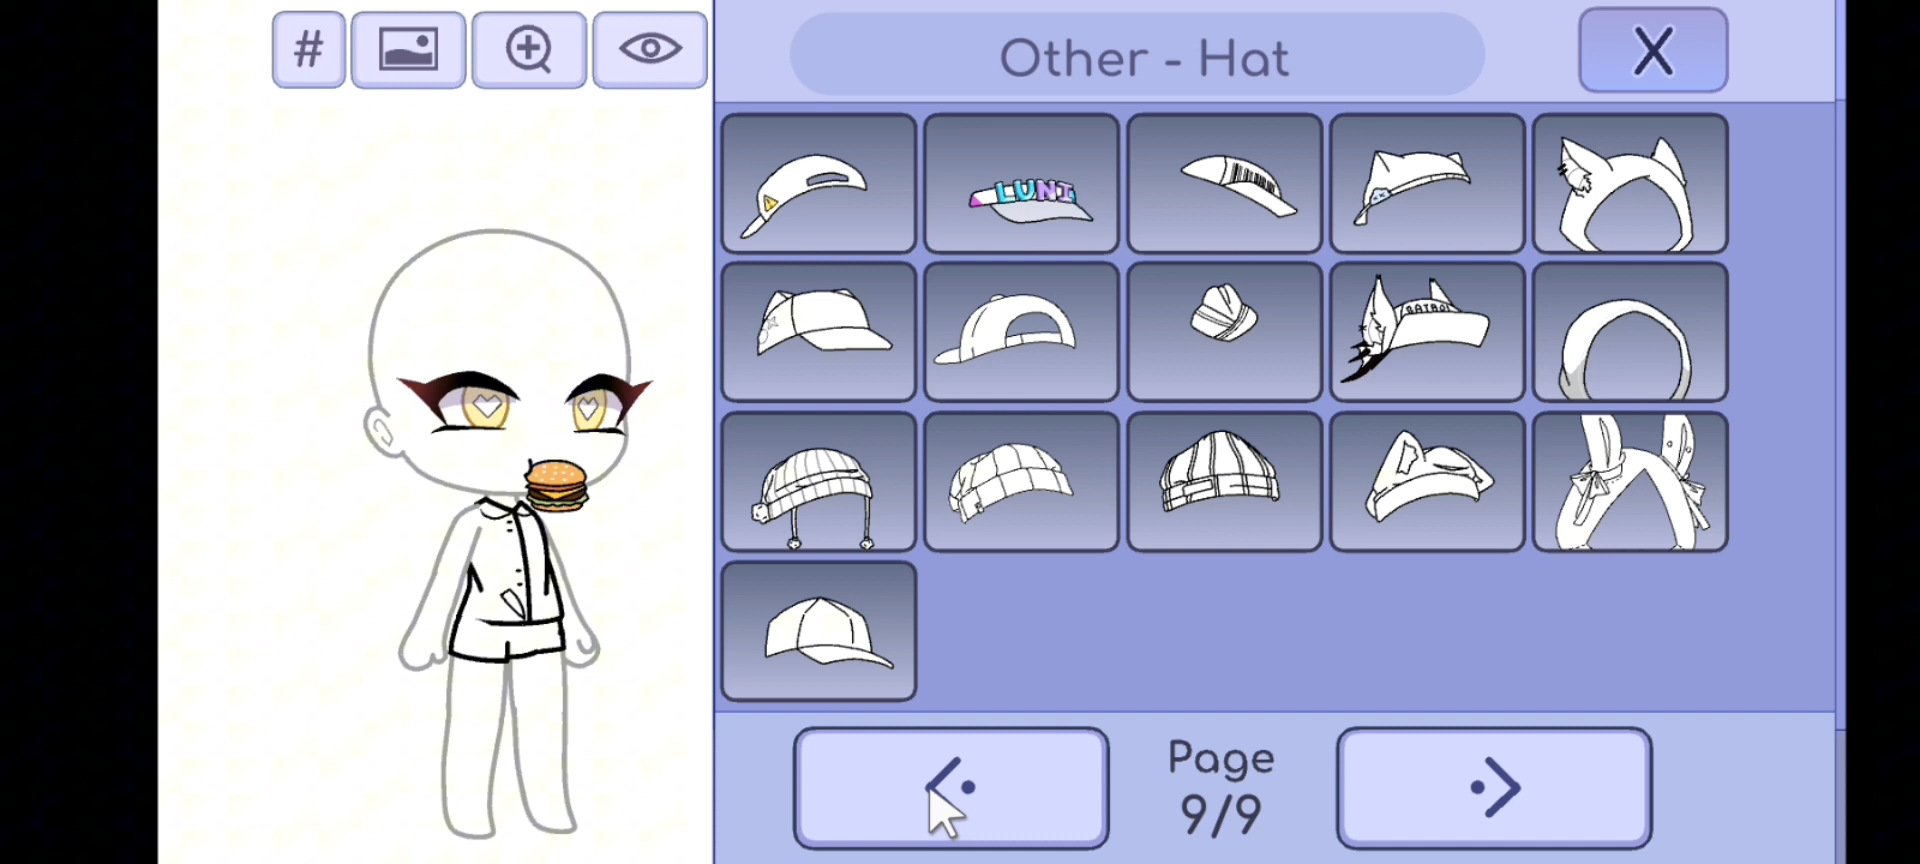 #
Other - Hat
X
LUNI
Page
9/9